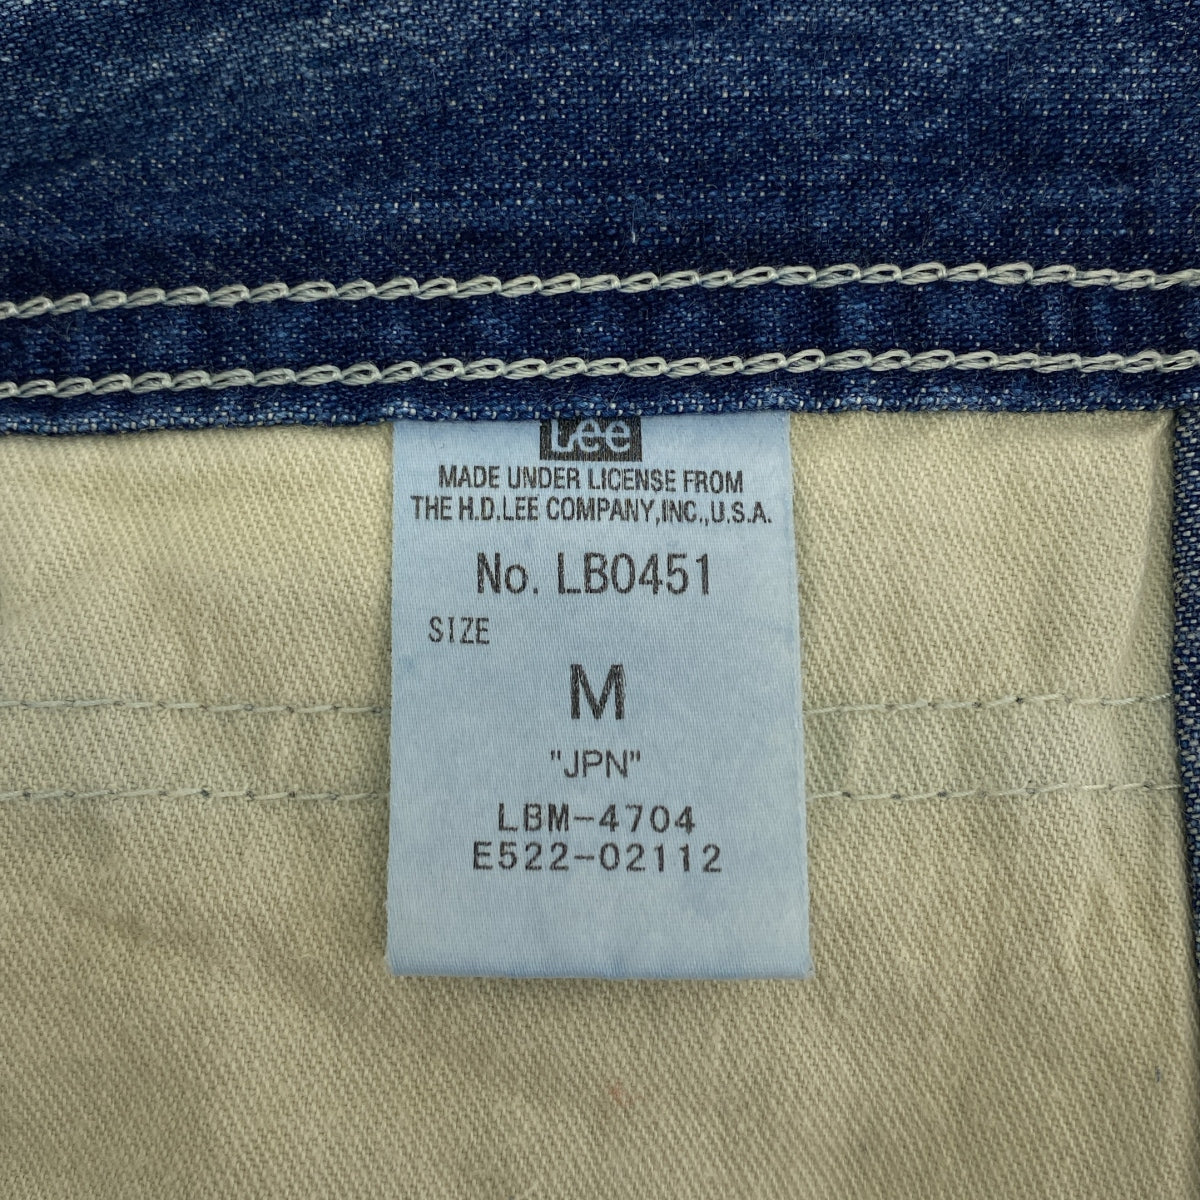 Lee
MADE UNDER LICENSE FROM
THE H.D.LEE COMPANY,INC.,U.S.A.
No. LB0451
SIZE
M
"JPN"
LBM-4704
E522-02112